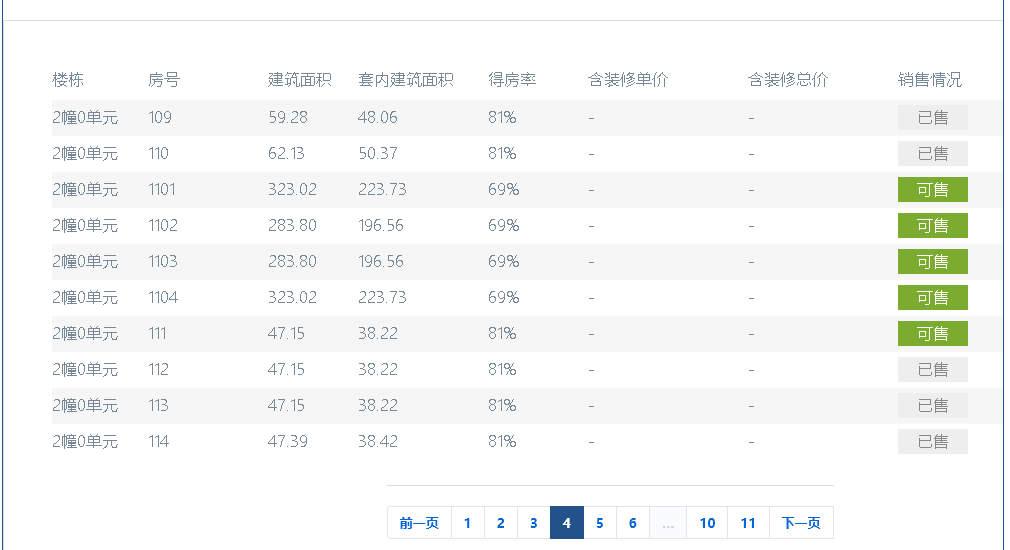 楼栋 房号 建筑面积 套内建筑面积 得房率 含装修单价 含装修总价 销售情况
2幢0单元 109 59.28 48.06 81% - - 已售
2幢0单元 110 62.13 50.37 81% - - 已售
2幢0单元 1101 323.02 223.73 69% - - 可售
2幢0单元 1102 283.80 196.56 69% - - 可售
2幢0单元 1103 283.80 196.56 69% - - 可售
2幢0单元 1104 323.02 223.73 69% - - 可售
2幢0单元 111 47.15 38.22 81% - - 可售
2幢0单元 112 47.15 38.22 81% - - 已售
2幢0单元 113 47.15 38.22 81% - - 已售
2幢0单元 114 47.39 38.42 81% - - 已售
前一页 1 2 3 4 5 6 ... 10 11 下一页